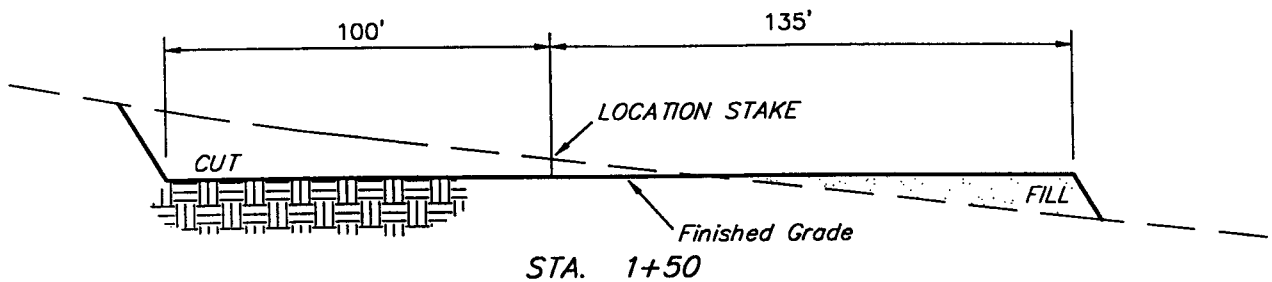 100' 135'
LOCATION STAKE
CUT
FILL
Finished Grade
STA. 1+50